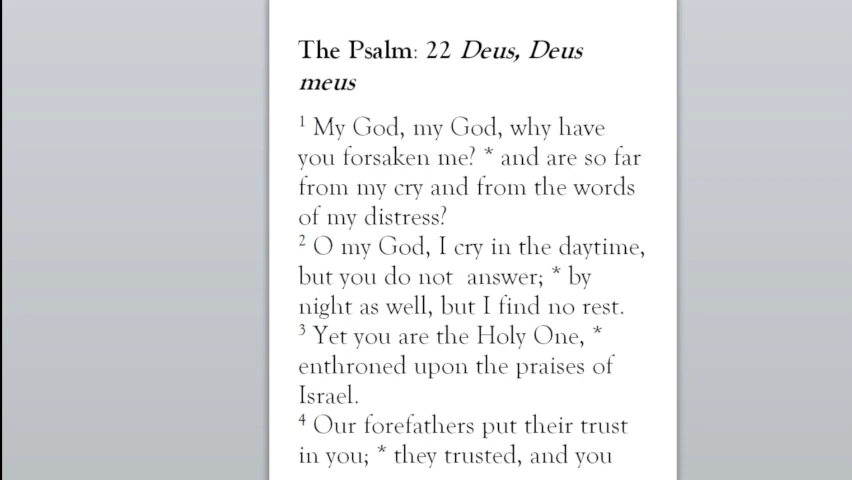 The Psalm: 22 Deus, Deus
meus
1 My God, my God, why have
you forsaken me? * and are so far
from my cry and from the words
of my distress?
2 O my God, I cry in the daytime,
but you do not  answer; * by
night as well, but I find no rest.
3 Yet you are the Holy One, *
enthroned upon the praises of
Israel.
4 Our forefathers put their trust
in you; * they trusted, and you